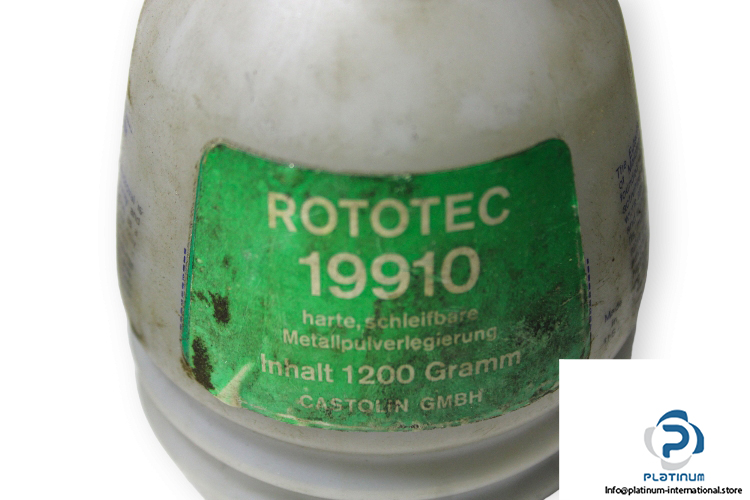 ROTOTEC
19910
harte, schleifbare
Metallpulverlegierung
Inhalt 1200 Gramm
CASTOLIN GMBH
PLATINUM
Info@platinum-international.store